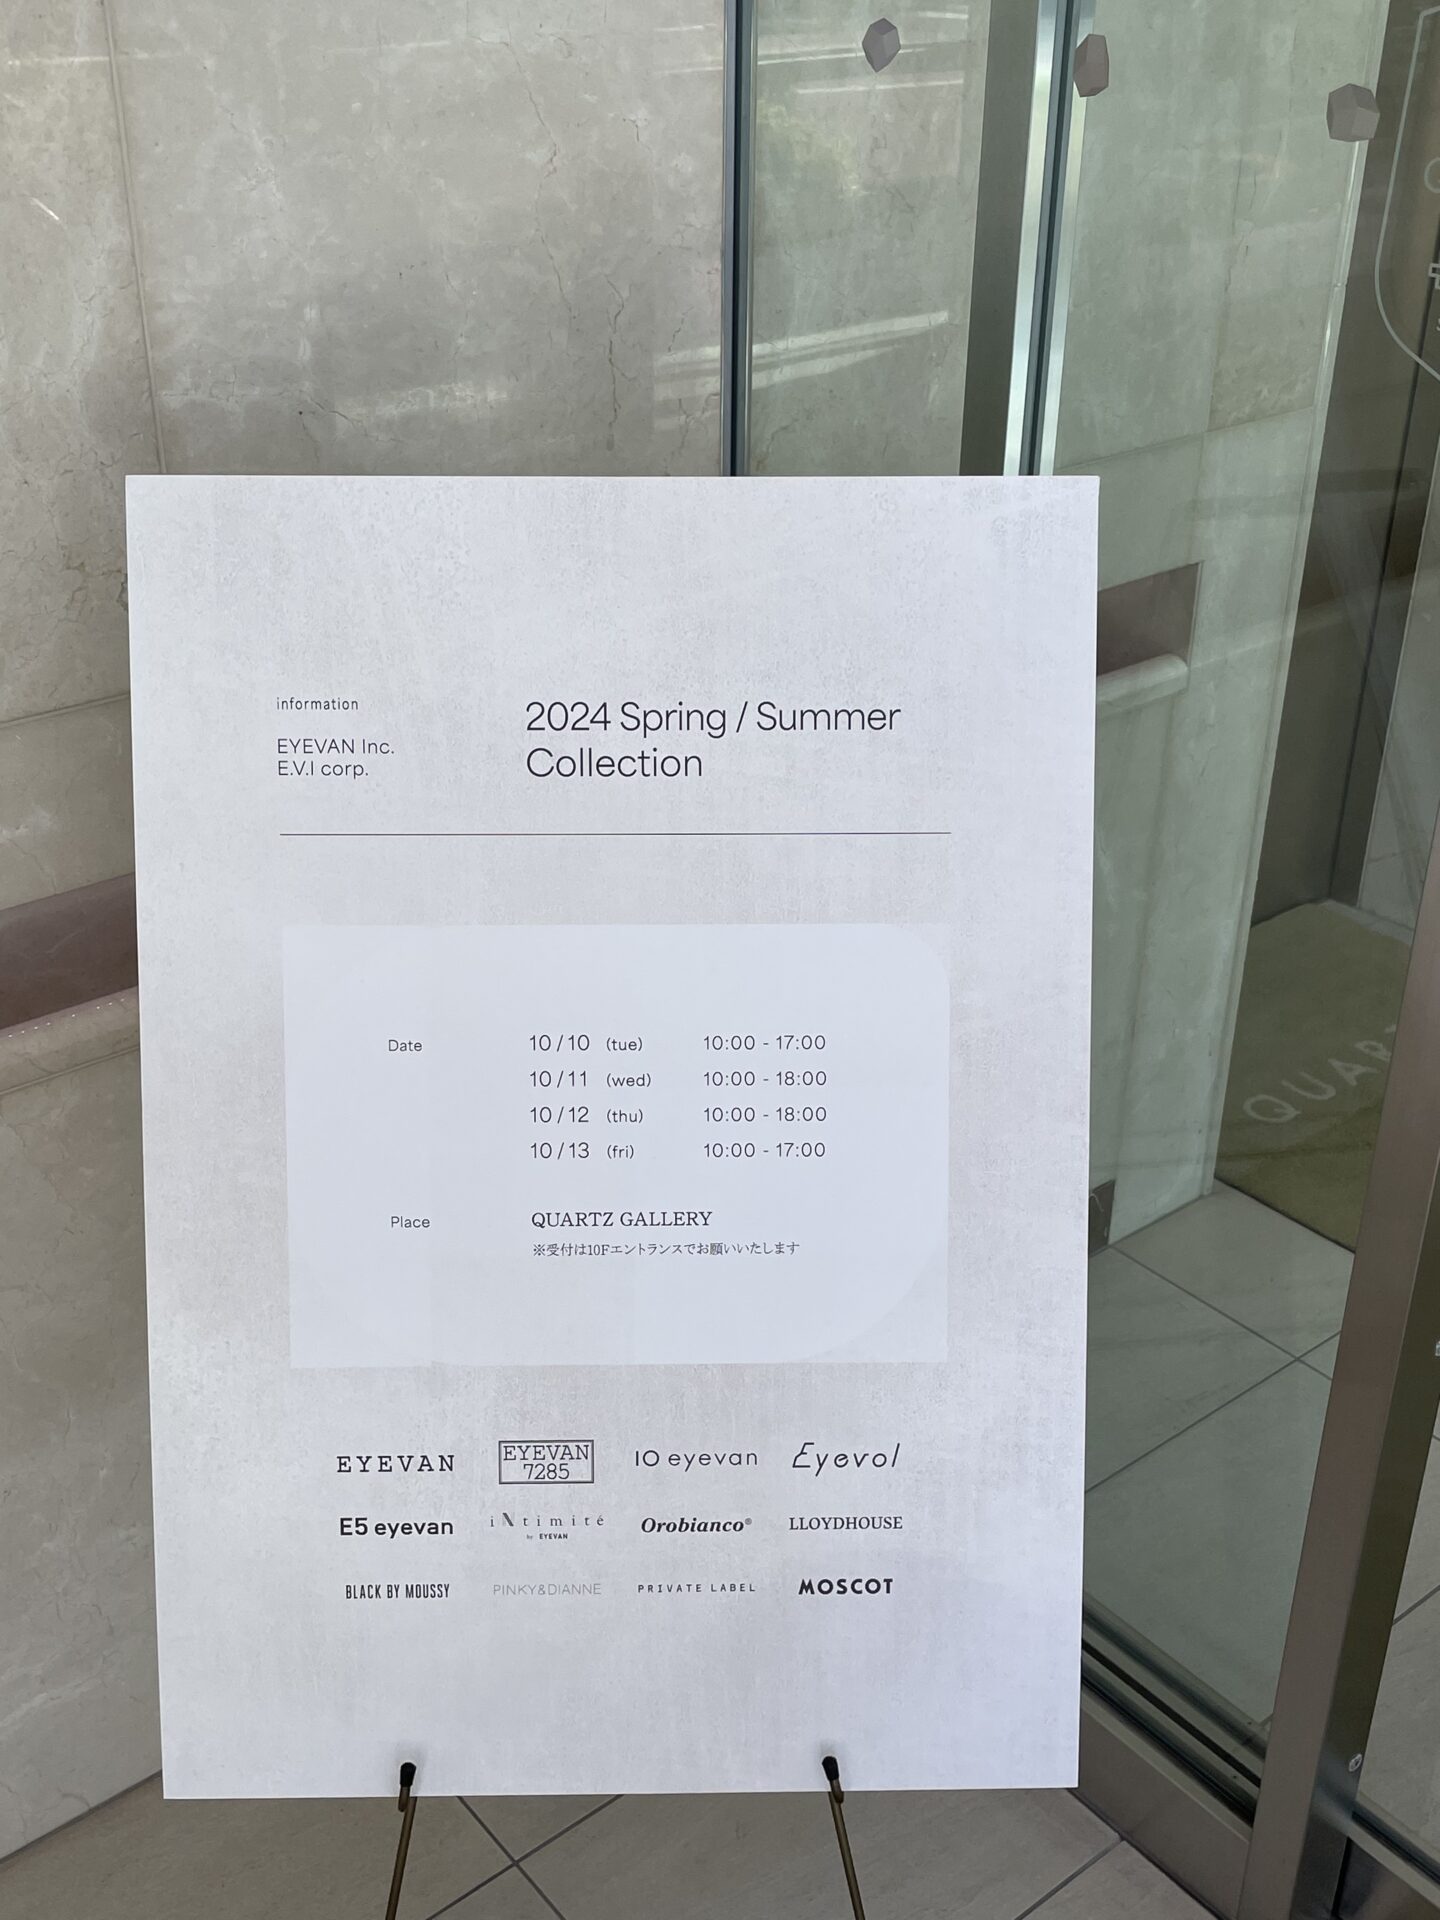 information
EYEVAN Inc.
E.V.I corp.
2024 Spring / Summer
Collection
Date
10/10 (tue) 10:00 - 17:00
10/11 (wed) 10:00 - 18:00
10/12 (thu) 10:00 - 18:00
10/13 (fri) 10:00 - 17:00
Place
QUARTZ GALLERY
※受付は10Fエントランスでお願いいたします
EYEVAN
EYEVAN
7285
10 eyevan
Eyevol
E5 eyevan
iNtimité
by EYEVAN
Orobianco®
LLOYDHOUSE
BLACK BY MOUSSY
PINKY&DIANNE
PRIVATE LABEL
MOSCOT
QUAR